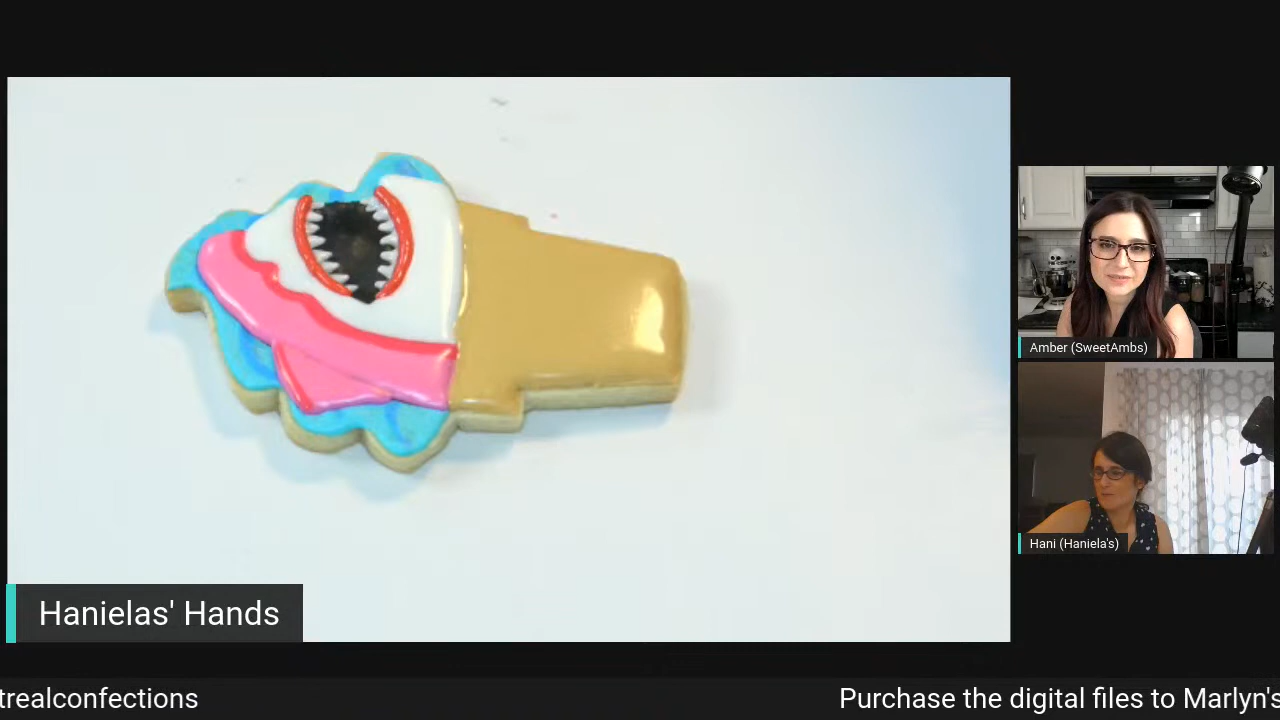 Amber (SweetAmbs)
Hani (Haniela's)
Hanielas' Hands
trealconfections
Purchase the digital files to Marlyn's